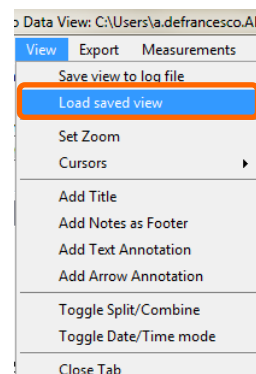 Data View: C:\Users\a.defrancesco.Al
View Export Measurements
Save view to log file
Load saved view
Set Zoom
Cursors
Add Title
Add Notes as Footer
Add Text Annotation
Add Arrow Annotation
Toggle Split/Combine
Toggle Date/Time mode
Close Tab